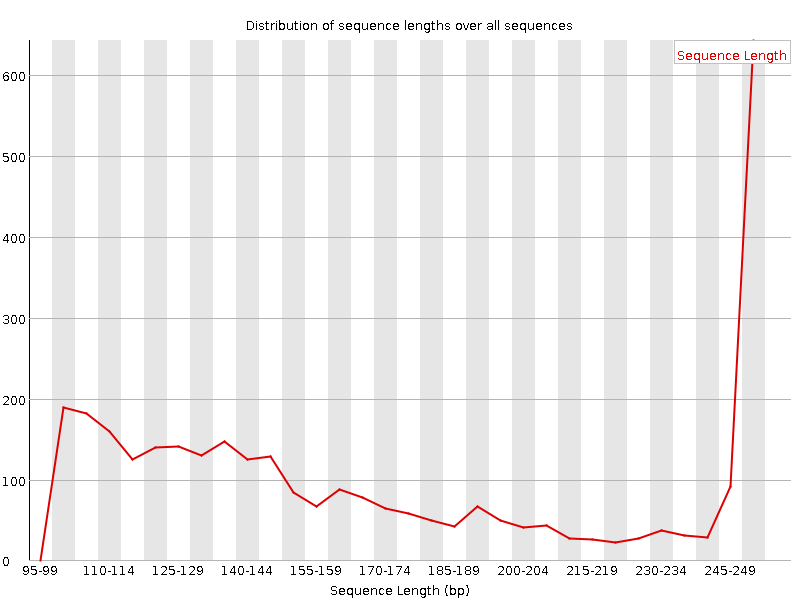 Distribution of sequence lengths over all sequences
Sequence Length
600
500
400
300
200
100
0
95-99 110-114 125-129 140-144 155-159 170-174 185-189 200-204 215-219 230-234 245-249
Sequence Length (bp)